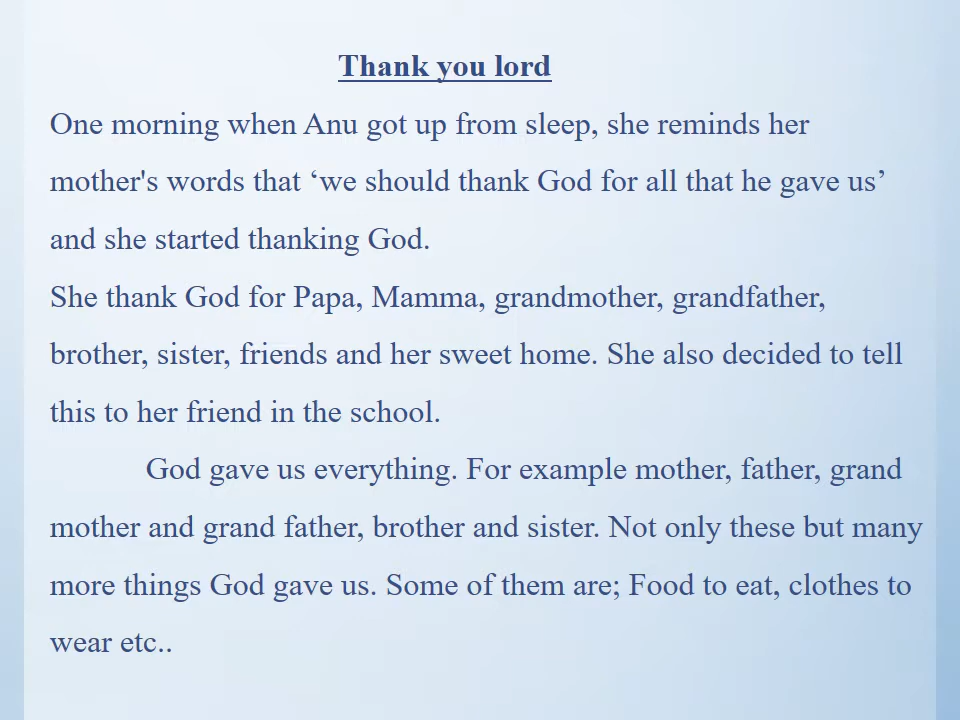 Thank you lord
One morning when Anu got up from sleep, she reminds her
mother's words that ‘we should thank God for all that he gave us’
and she started thanking God.
She thank God for Papa, Mamma, grandmother, grandfather,
brother, sister, friends and her sweet home. She also decided to tell
this to her friend in the school.
God gave us everything. For example mother, father, grand
mother and grand father, brother and sister. Not only these but many
more things God gave us. Some of them are; Food to eat, clothes to
wear etc..